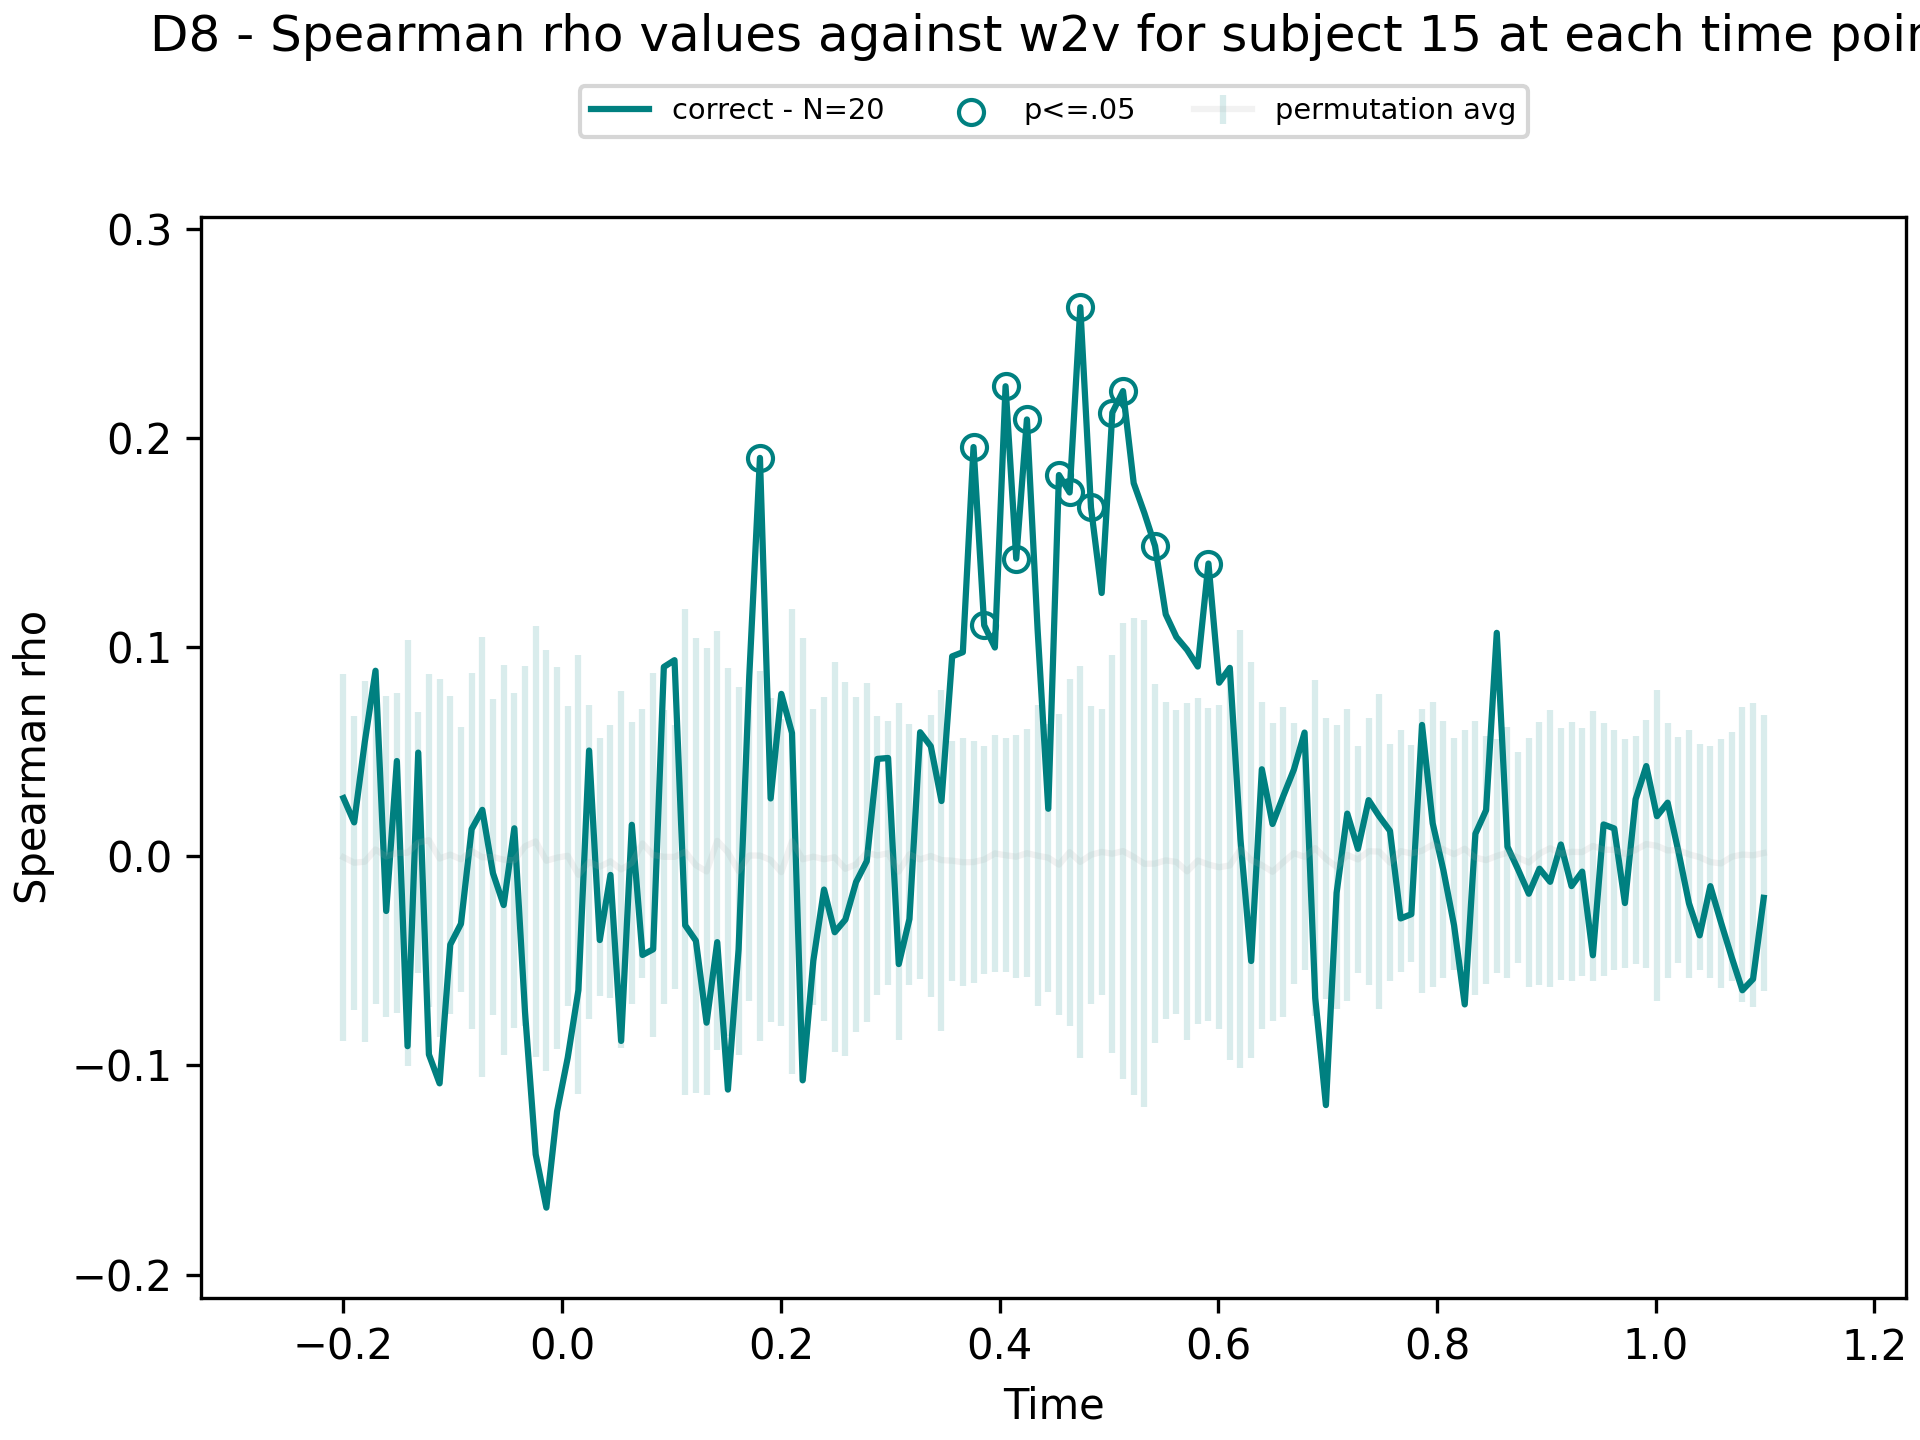 D8 - Spearman rho values against w2v for subject 15 at each time
correct - N=20 p<=.05 permutation avg
0.3
0.2
0.1
0.0
−0.1
−0.2
Spearman rho
−0.2 0.0 0.2 0.4 0.6 0.8 1.0 1.2
Time